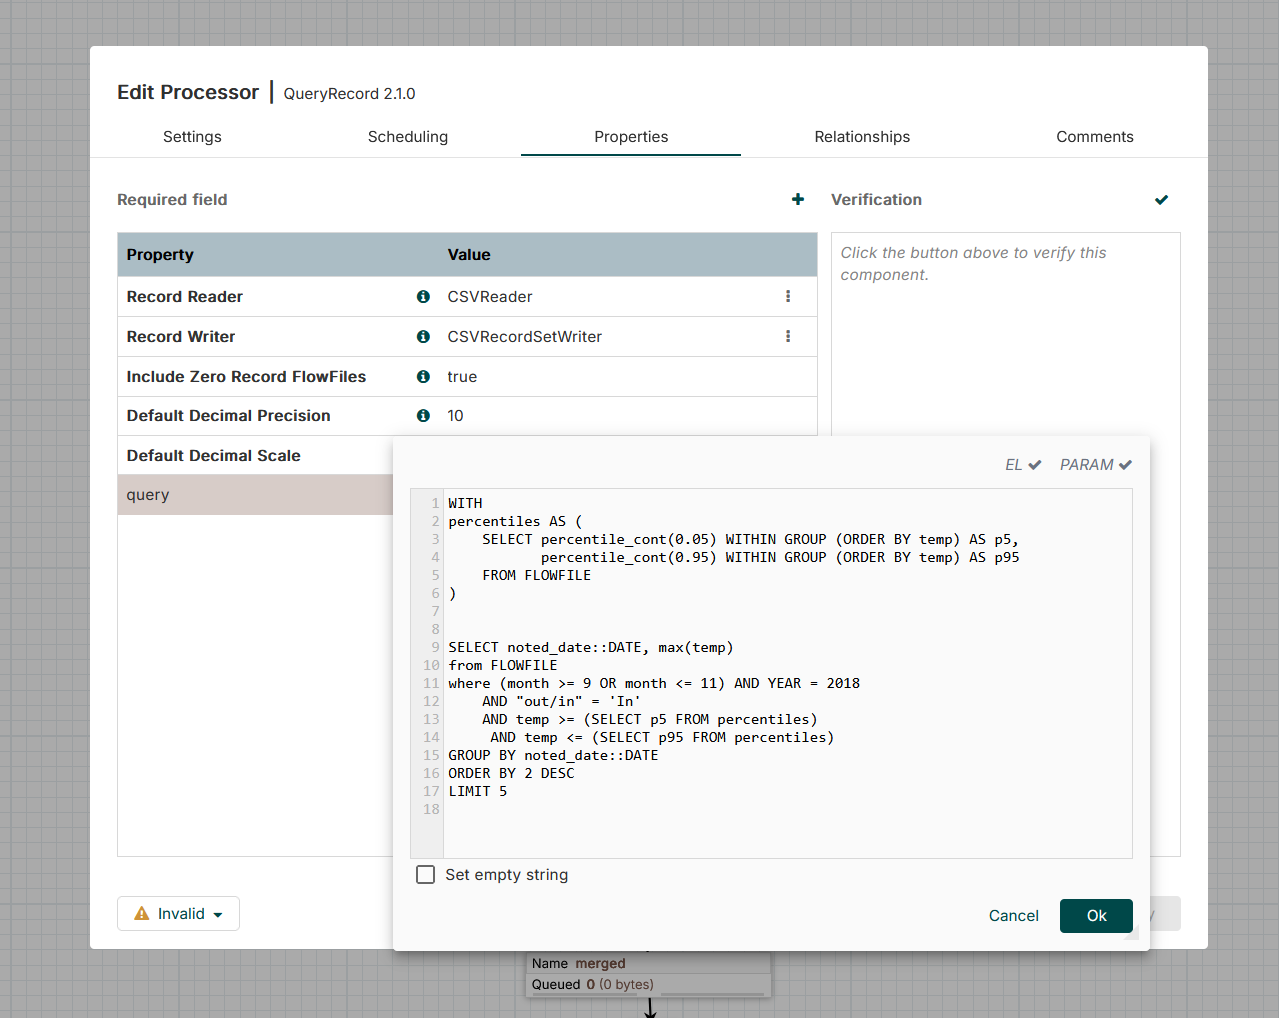 Edit Processor | QueryRecord 2.1.0
Settings Scheduling Properties Relationships Comments
Required field
Verification
Property Value
Record Reader CSVReader
Record Writer CSVRecordSetWriter
Include Zero Record FlowFiles true
Default Decimal Precision 10
Default Decimal Scale
query
Click the button above to verify this
component.
EL PARAM
1 WITH
2 percentiles AS (
3     SELECT percentile_cont(0.05) WITHIN GROUP (ORDER BY temp) AS p5,
4            percentile_cont(0.95) WITHIN GROUP (ORDER BY temp) AS p95
5     FROM FLOWFILE
6 )
7
8
9 SELECT noted_date::DATE, max(temp)
10 from FLOWFILE
11 where (month >= 9 OR month <= 11) AND YEAR = 2018
12     AND "out/in" = 'In'
13     AND temp >= (SELECT p5 FROM percentiles)
14      AND temp <= (SELECT p95 FROM percentiles)
15 GROUP BY noted_date::DATE
16 ORDER BY 2 DESC
17 LIMIT 5
18
Set empty string
Cancel Ok
Invalid
Name merged
Queued 0 (0 bytes)